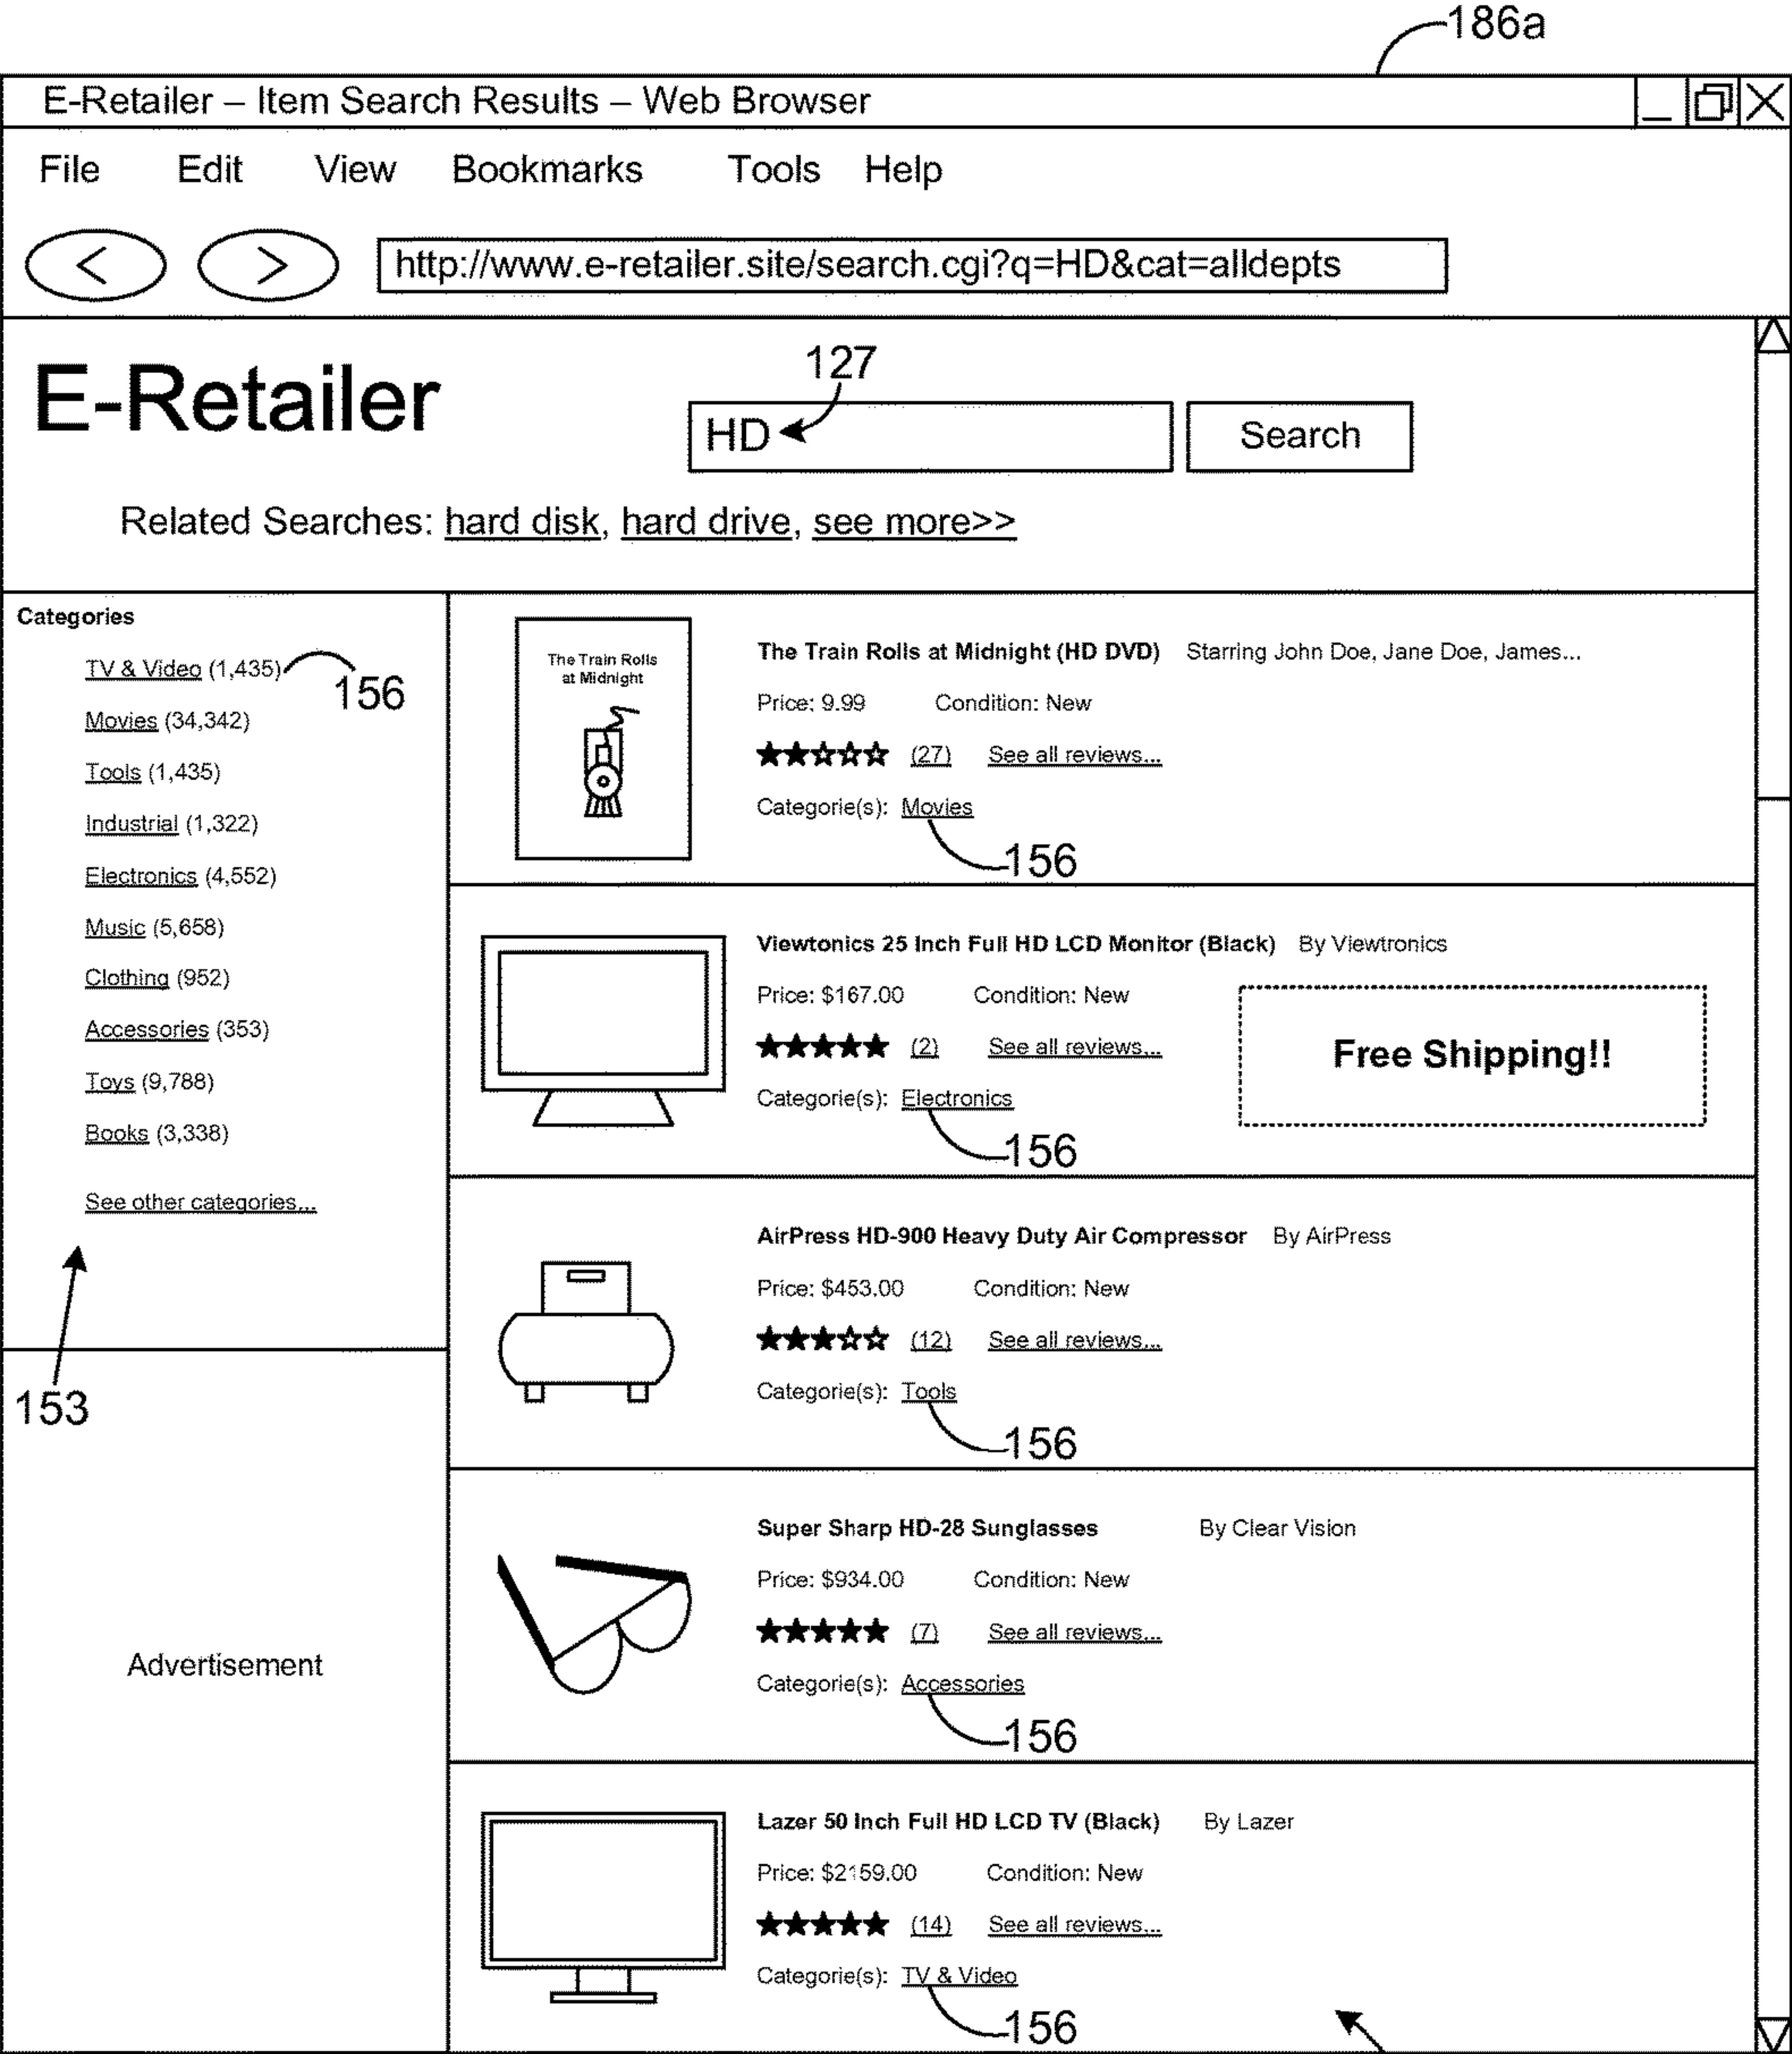 186a
E-Retailer – Item Search Results – Web Browser
File Edit View Bookmarks Tools Help
http://www.e-retailer.site/search.cgi?q=HD&cat=alldepts
E-Retailer
127
HD
Search
Related Searches: hard disk, hard drive, see more>>
Categories
TV & Video (1,435)
156
Movies (34,342)
Tools (1,435)
Industrial (1,322)
Electronics (4,552)
Music (5,658)
Clothing (952)
Accessories (353)
Toys (9,788)
Books (3,338)
See other categories...
153
Advertisement
The Train Rolls
at Midnight
The Train Rolls at Midnight (HD DVD) Starring John Doe, Jane Doe, James...
Price: 9.99 Condition: New
(27) See all reviews...
Categorie(s): Movies
156
Viewtonics 25 Inch Full HD LCD Monitor (Black) By Viewtronics
Price: $167.00 Condition: New
(2) See all reviews...
Categorie(s): Electronics
Free Shipping!!
156
AirPress HD-900 Heavy Duty Air Compressor By AirPress
Price: $453.00 Condition: New
(12) See all reviews...
Categorie(s): Tools
156
Super Sharp HD-28 Sunglasses By Clear Vision
Price: $934.00 Condition: New
(7) See all reviews...
Categorie(s): Accessories
156
Lazer 50 Inch Full HD LCD TV (Black) By Lazer
Price: $2159.00 Condition: New
(14) See all reviews...
Categorie(s): TV & Video
156